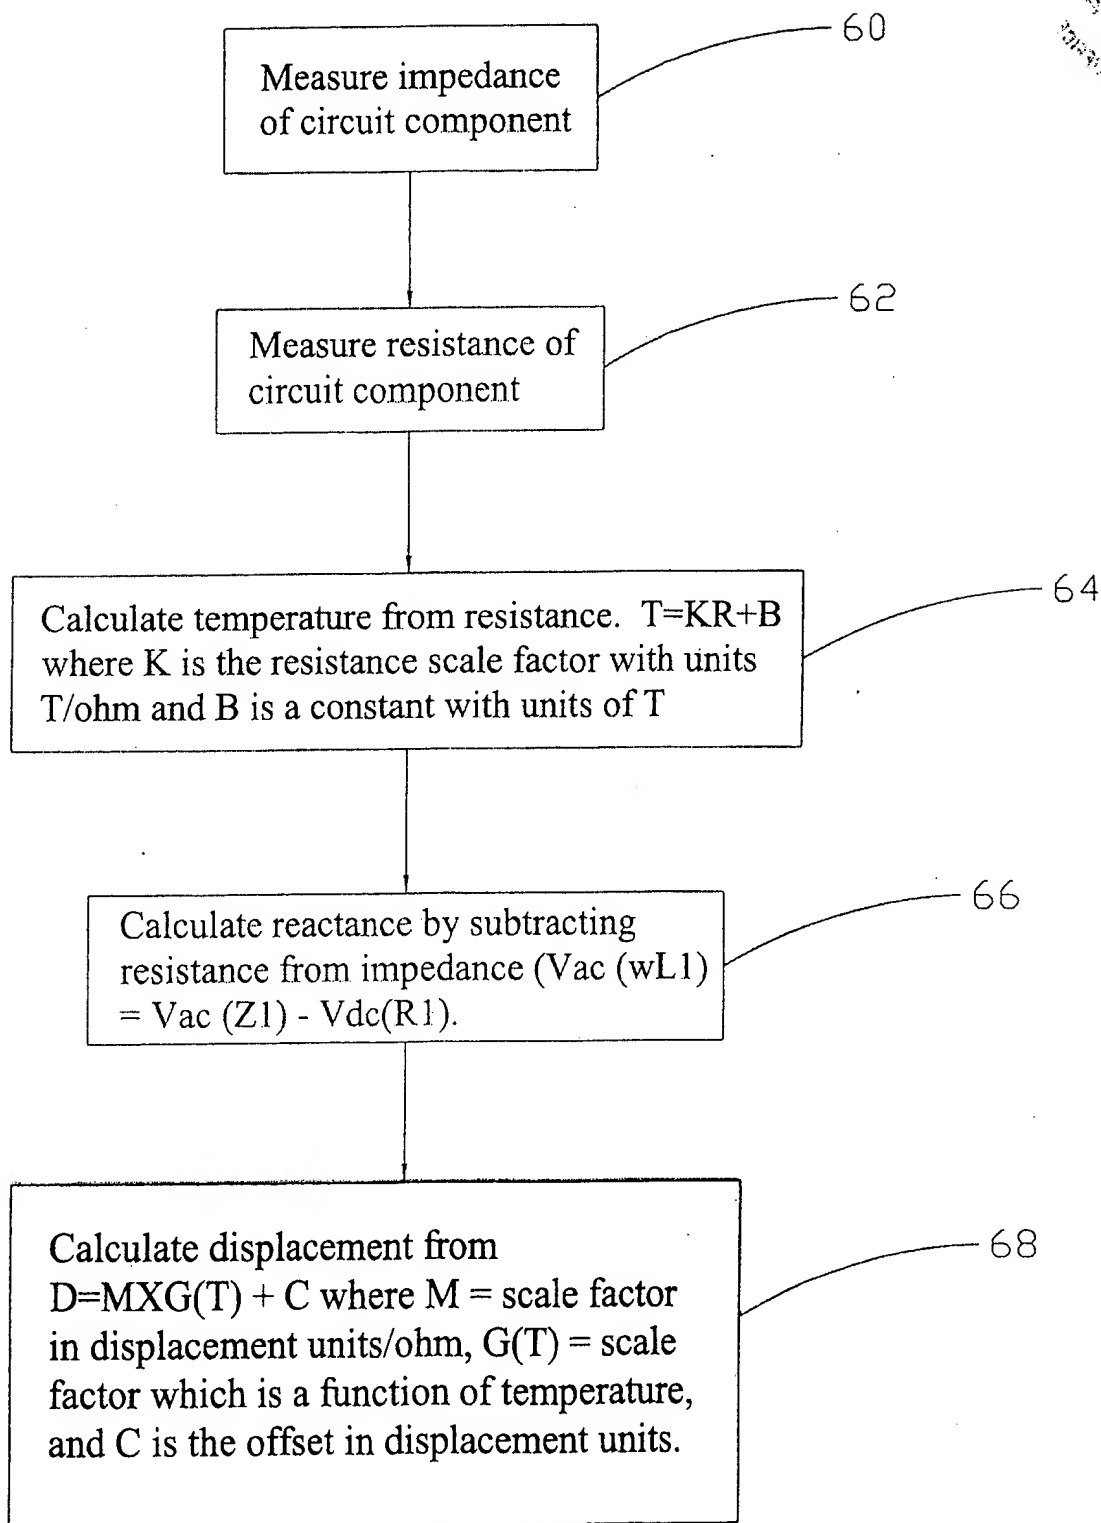 60
Measure impedance
of circuit component
62
Measure resistance of
circuit component
64
Calculate temperature from resistance. T=KR+B
where K is the resistance scale factor with units
T/ohm and B is a constant with units of T
66
Calculate reactance by subtracting
resistance from impedance (Vac (wL1)
= Vac (Z1) - Vdc(R1).
68
Calculate displacement from
D=MXG(T) + C where M = scale factor
in displacement units/ohm, G(T) = scale
factor which is a function of temperature,
and C is the offset in displacement units.